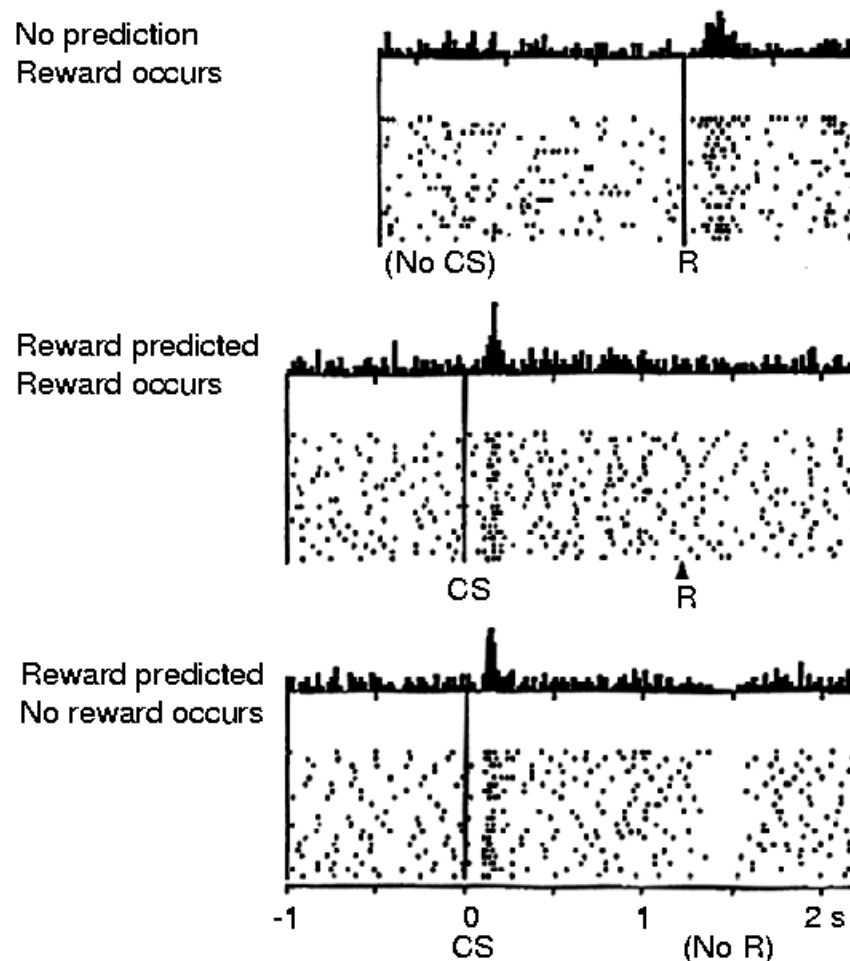 No prediction
Reward occurs
(No CS)
R
Reward predicted
Reward occurs
CS
R
Reward predicted
No reward occurs
-1
0
1
2 s
CS
(No R)